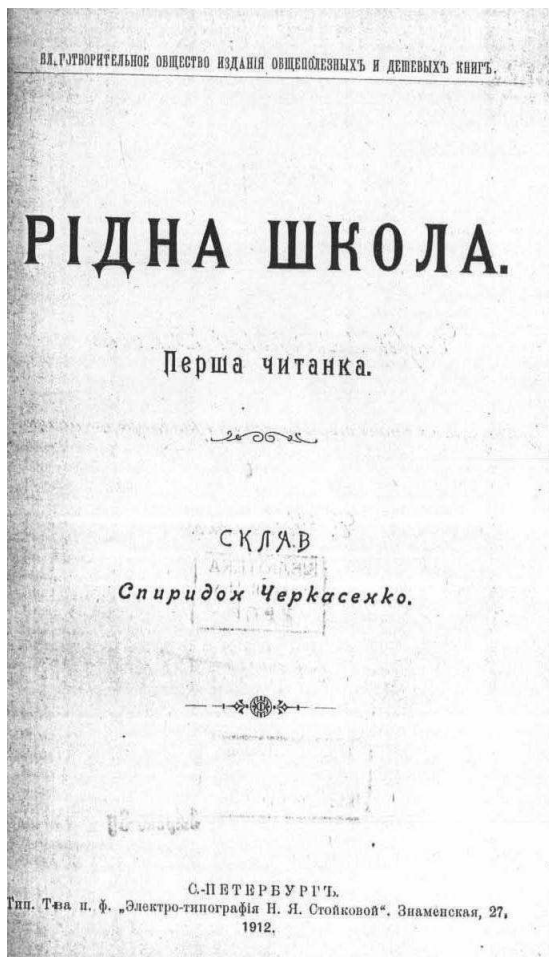 БЛАГОТВОРИТЕЛЬНОЕ ОБЩЕСТВО ИЗДАНІЯ ОБЩЕПОЛЕЗНЫХЪ И ДЕШЕВЫХЪ КНИГЪ.
РІДНА ШКОЛА.
Перша читанка.
СКЛАВ
Спиридон Черкасенко.
С.-ПЕТЕРБУРГЪ.
Тип. Т-ва п. ф. „Электро-типографія Н. Я. Стойковой“. Знаменская, 27,
1912.